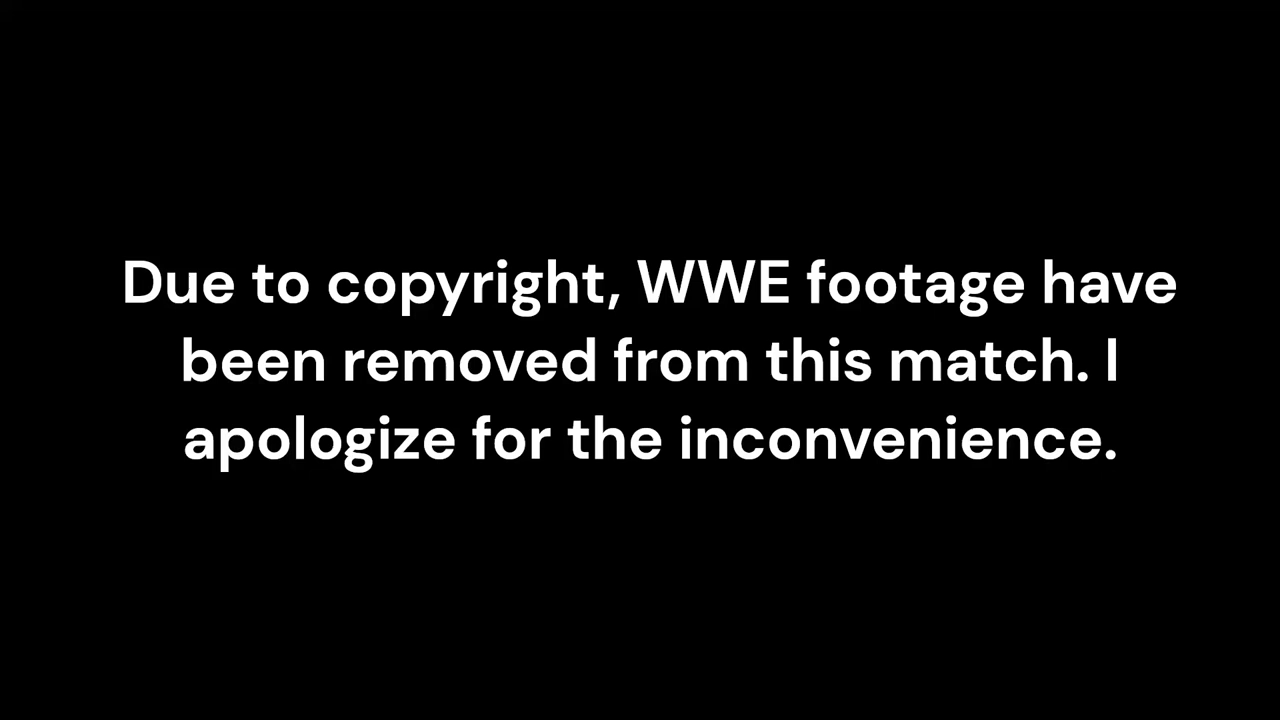 Due to copyright, WWE footage have
been removed from this match. I
apologize for the inconvenience.